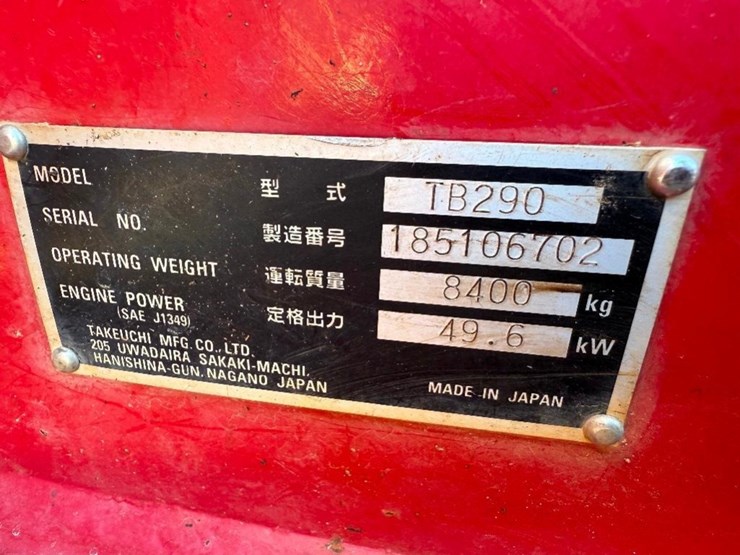 MODEL 型 式 TB290
SERIAL NO. 製造番号 185106702
OPERATING WEIGHT 運転質量 8400 kg
ENGINE POWER 定格出力 49.6 kW
(SAE J1349)
TAKEUCHI MFG.CO.,LTD.
205 UWADAIRA SAKAKI-MACHI,
HANISHINA-GUN, NAGANO JAPAN
MADE IN JAPAN